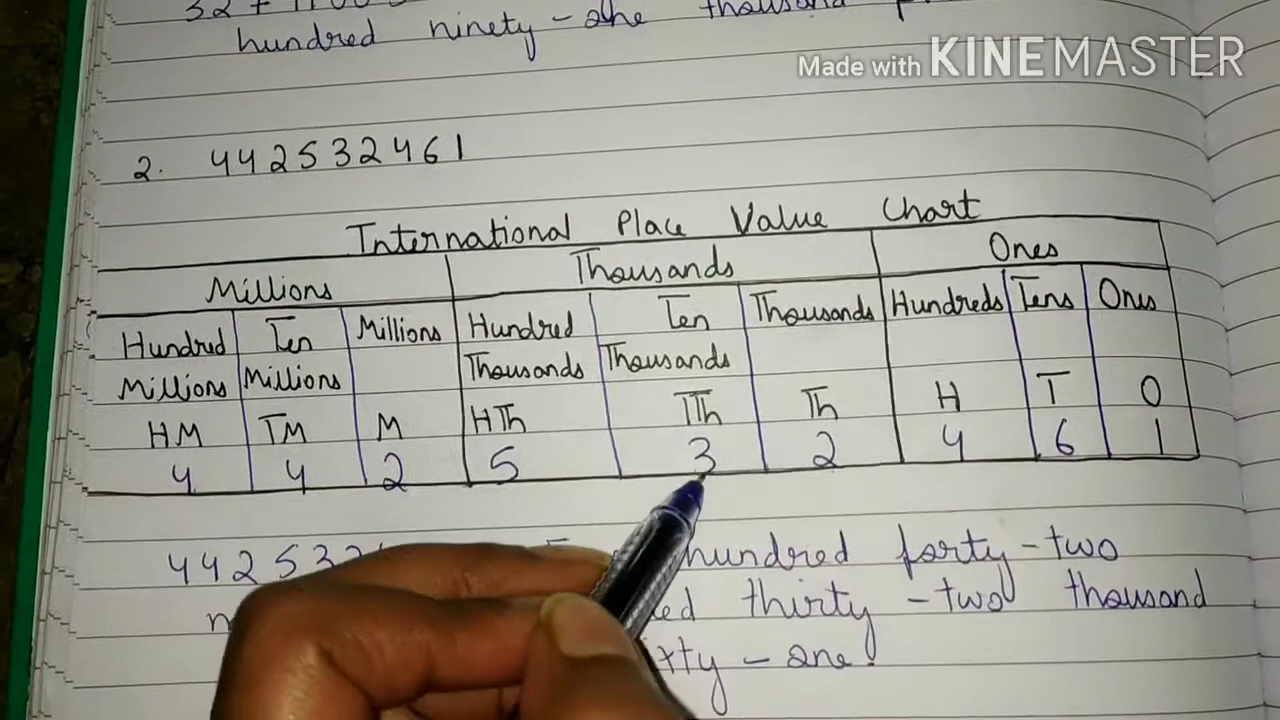 hundred ninety-one thousand
Made with KINEMASTER
2. 442532461
International Place Value Chart
Millions Thousands Ones
Hundred Ten Millions Hundred Ten Thousands Hundreds Tens Ones
Millions Millions Thousands Thousands
HM TM M HTh TTh Th H T O
4 4 2 5 3 2 4 6 1
44253 hundred forty-two
thirty-two thousand
one